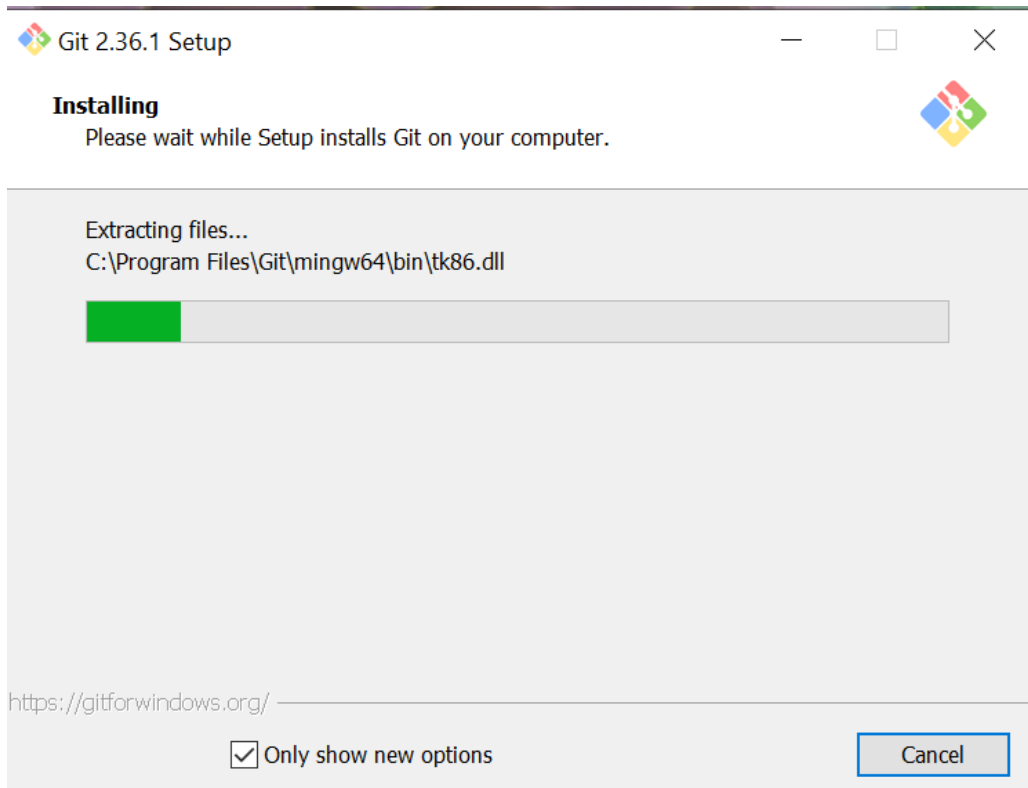 Git 2.36.1 Setup
Installing
Please wait while Setup installs Git on your computer.
Extracting files...
C:\Program Files\Git\mingw64\bin\tk86.dll
https://gitforwindows.org/
Only show new options
Cancel